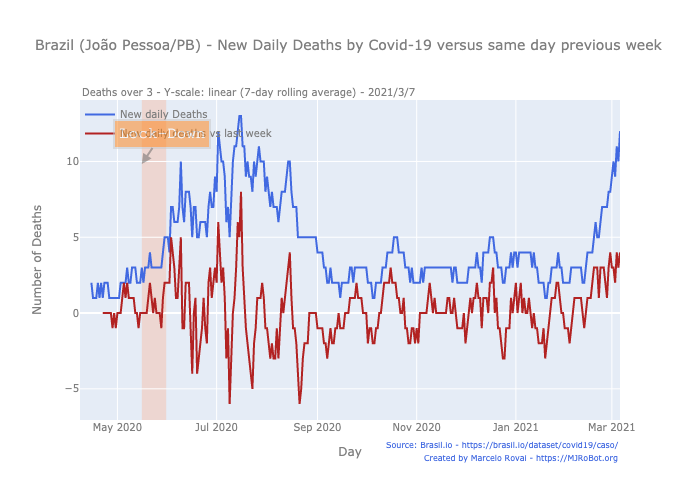 Brazil (João Pessoa/PB) - New Daily Deaths by Covid-19 versus same day previous week
Deaths over 3 - Y-scale: linear (7-day rolling average) - 2021/3/7
New daily Deaths
New daily Deaths vs last week
Number of Deaths
10
5
0
−5
May 2020
Jul 2020
Sep 2020
Nov 2020
Jan 2021
Mar 2021
Day
Source: Brasil.io - https://brasil.io/dataset/covid19/caso/
Created by Marcelo Rovai - https://MJRoBot.org